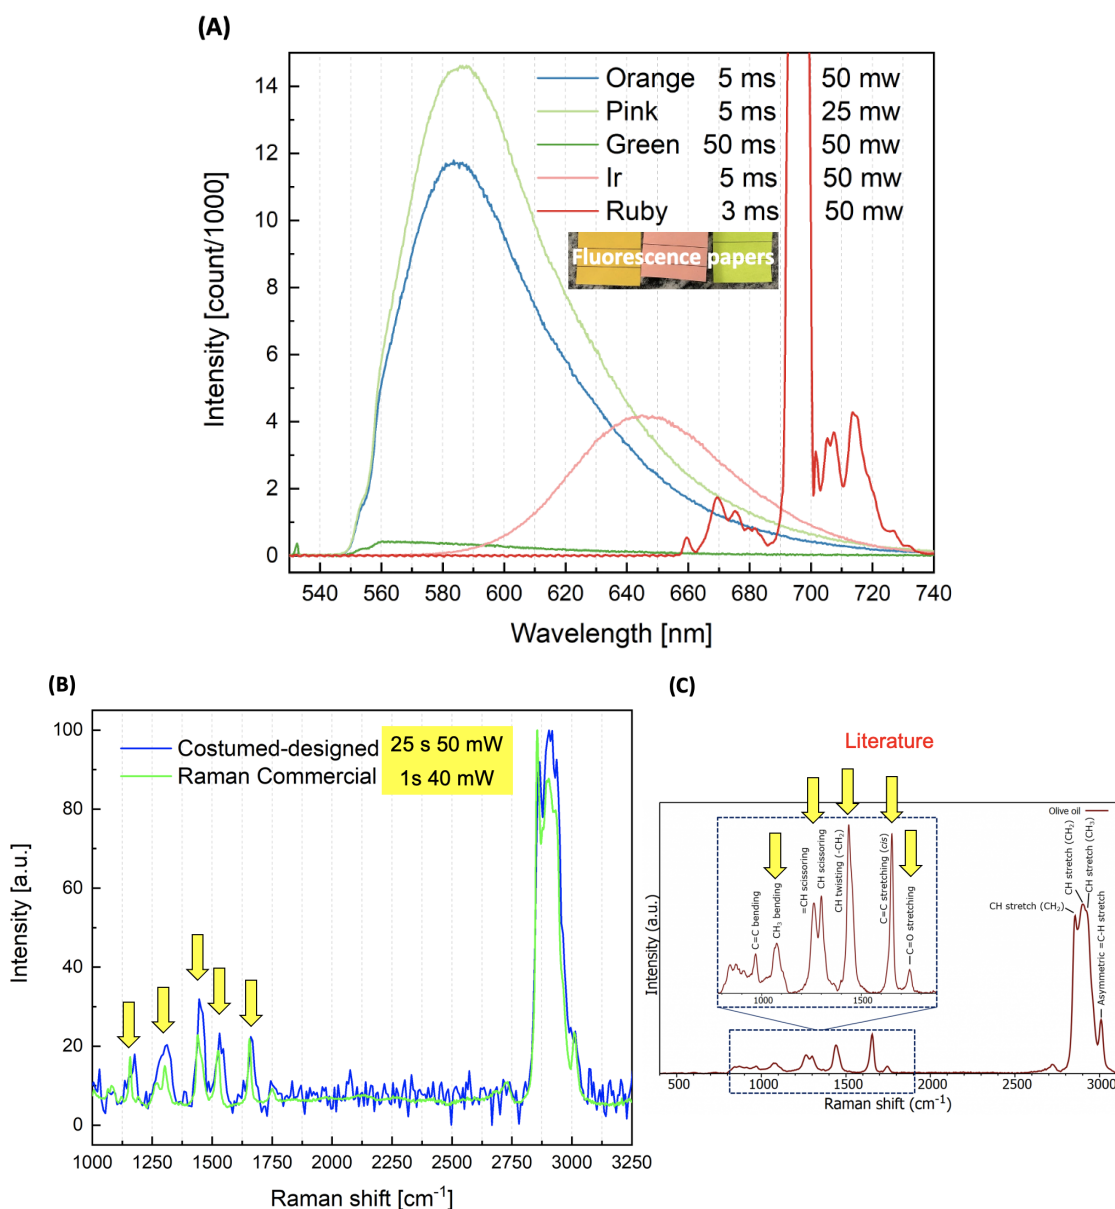 (A)
Intensity [count/1000]
14
12
10
8
6
4
2
0
Orange 5 ms 50 mw
Pink 5 ms 25 mw
Green 50 ms 50 mw
Ir 5 ms 50 mw
Ruby 3 ms 50 mw
Fluorescence papers
540 560 580 600 620 640 660 680 700 720 740
Wavelength [nm]
(B)
Intensity [a.u.]
100
80
60
40
20
0
Costumed-designed 25 s 50 mW
Raman Commercial 1s 40 mW
1000 1250 1500 1750 2000 2250 2500 2750 3000 3250
Raman shift [cm-1]
(C)
Literature
Olive oil
Intensity (a.u.)
C=C bending
CH3 bending
=CH scissoring
CH scissoring
CH twisting (-CH2)
C=C stretching (cis)
C=O stretching
1000 1500
CH stretch (CH2)
CH stretch (CH2)
CH stretch (CH3)
Asymmetric =C-H stretch
500 1000 1500 2000 2500 3000
Raman shift (cm-1)